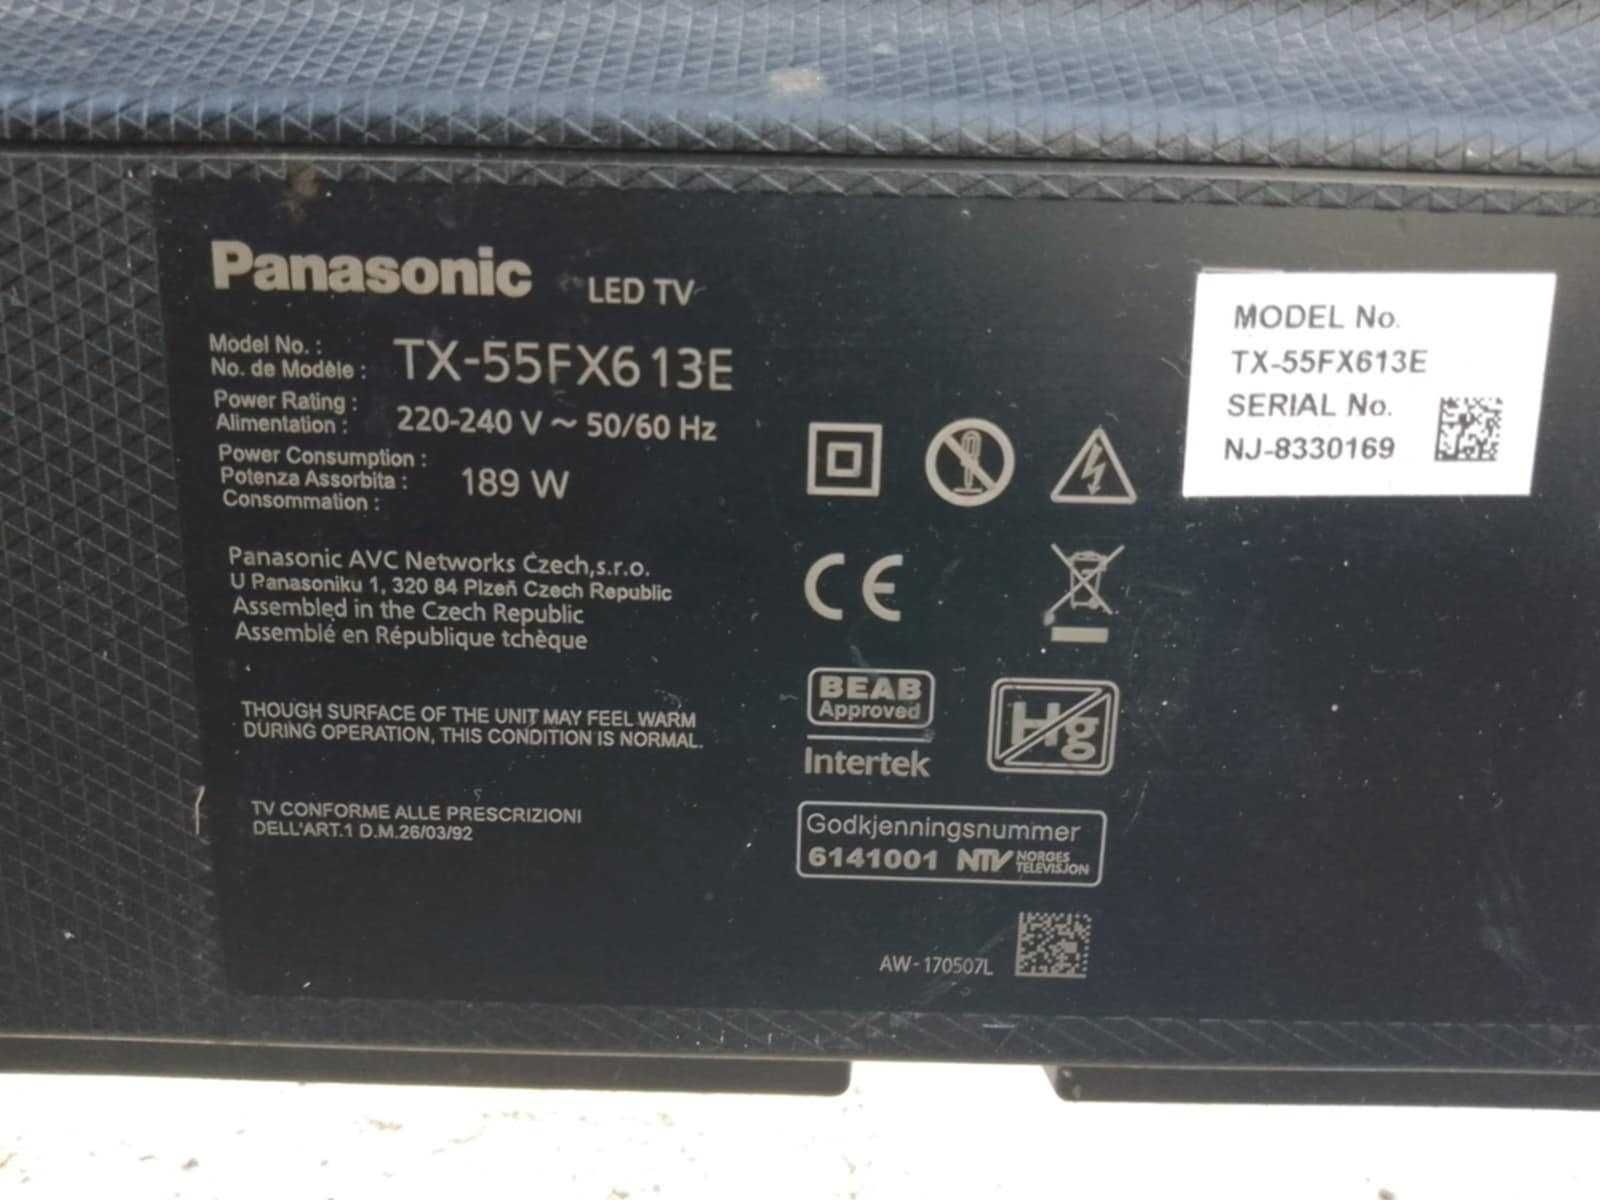 Panasonic LED TV
Model No. :
No. de Modèle : TX-55FX613E
Power Rating :
Alimentation : 220-240 V ~ 50/60 Hz
Power Consumption :
Potenza Assorbita : 189 W
Consommation :
Panasonic AVC Networks Czech,s.r.o.
U Panasoniku 1, 320 84 Plzeň Czech Republic
Assembled in the Czech Republic
Assemblé en République tchèque
THOUGH SURFACE OF THE UNIT MAY FEEL WARM
DURING OPERATION, THIS CONDITION IS NORMAL.
TV CONFORME ALLE PRESCRIZIONI
DELL'ART.1 D.M.26/03/92
CE
BEAB
Approved
Intertek
Hg
Godkjenningsnummer
6141001 NTV NORGES
TELEVISJON
AW-170507L
MODEL No.
TX-55FX613E
SERIAL No.
NJ-8330169